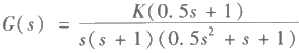 G(s) = K(0.5s + 1) / s(s + 1)(0.5s² + s + 1)